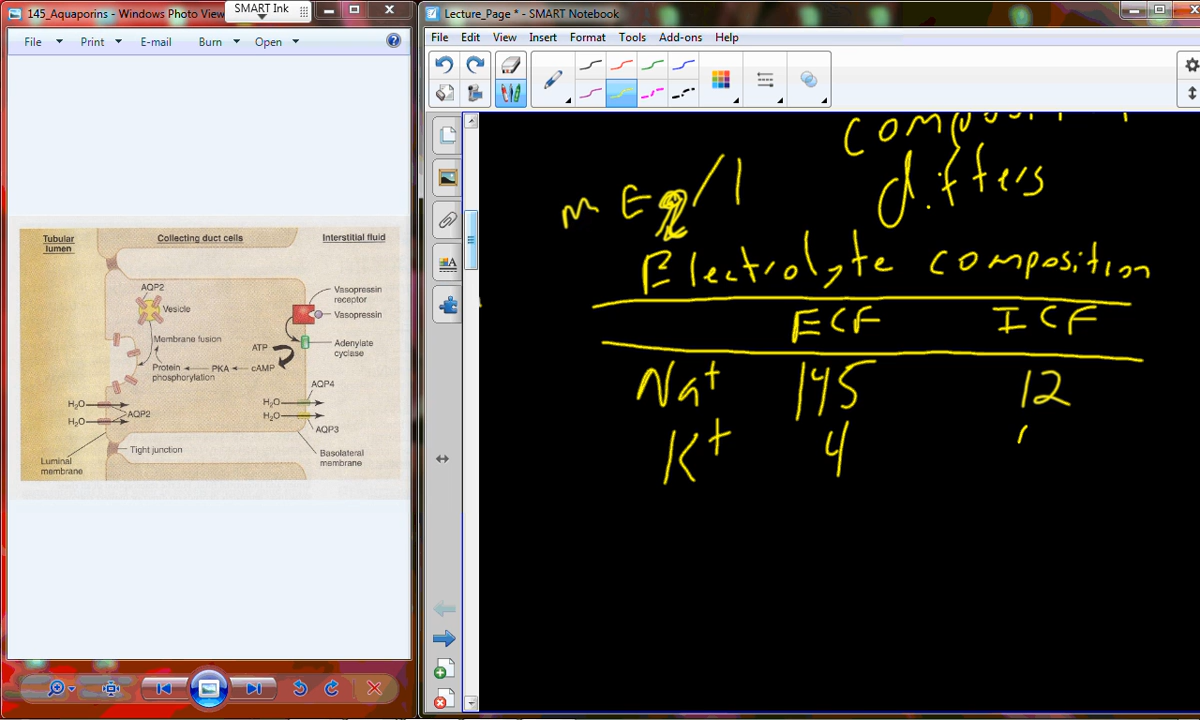 145_Aquaporins - Windows Photo View
SMART Ink
File Print E-mail Burn Open
Tubular lumen
Collecting duct cells
Interstitial fluid
AQP2
Vesicle
Vasopressin receptor
Vasopressin
Membrane fusion
ATP
Adenylate cyclase
Protein phosphorylation
PKA
cAMP
AQP4
H₂O
H₂O
AQP2
H₂O
H₂O
AQP3
Tight junction
Luminal membrane
Basolateral membrane
Lecture_Page * - SMART Notebook
File Edit View Insert Format Tools Add-ons Help
differs
mEq/l
Electrolyte composition
ECF ICF
Na⁺ 145 12
K⁺ 4